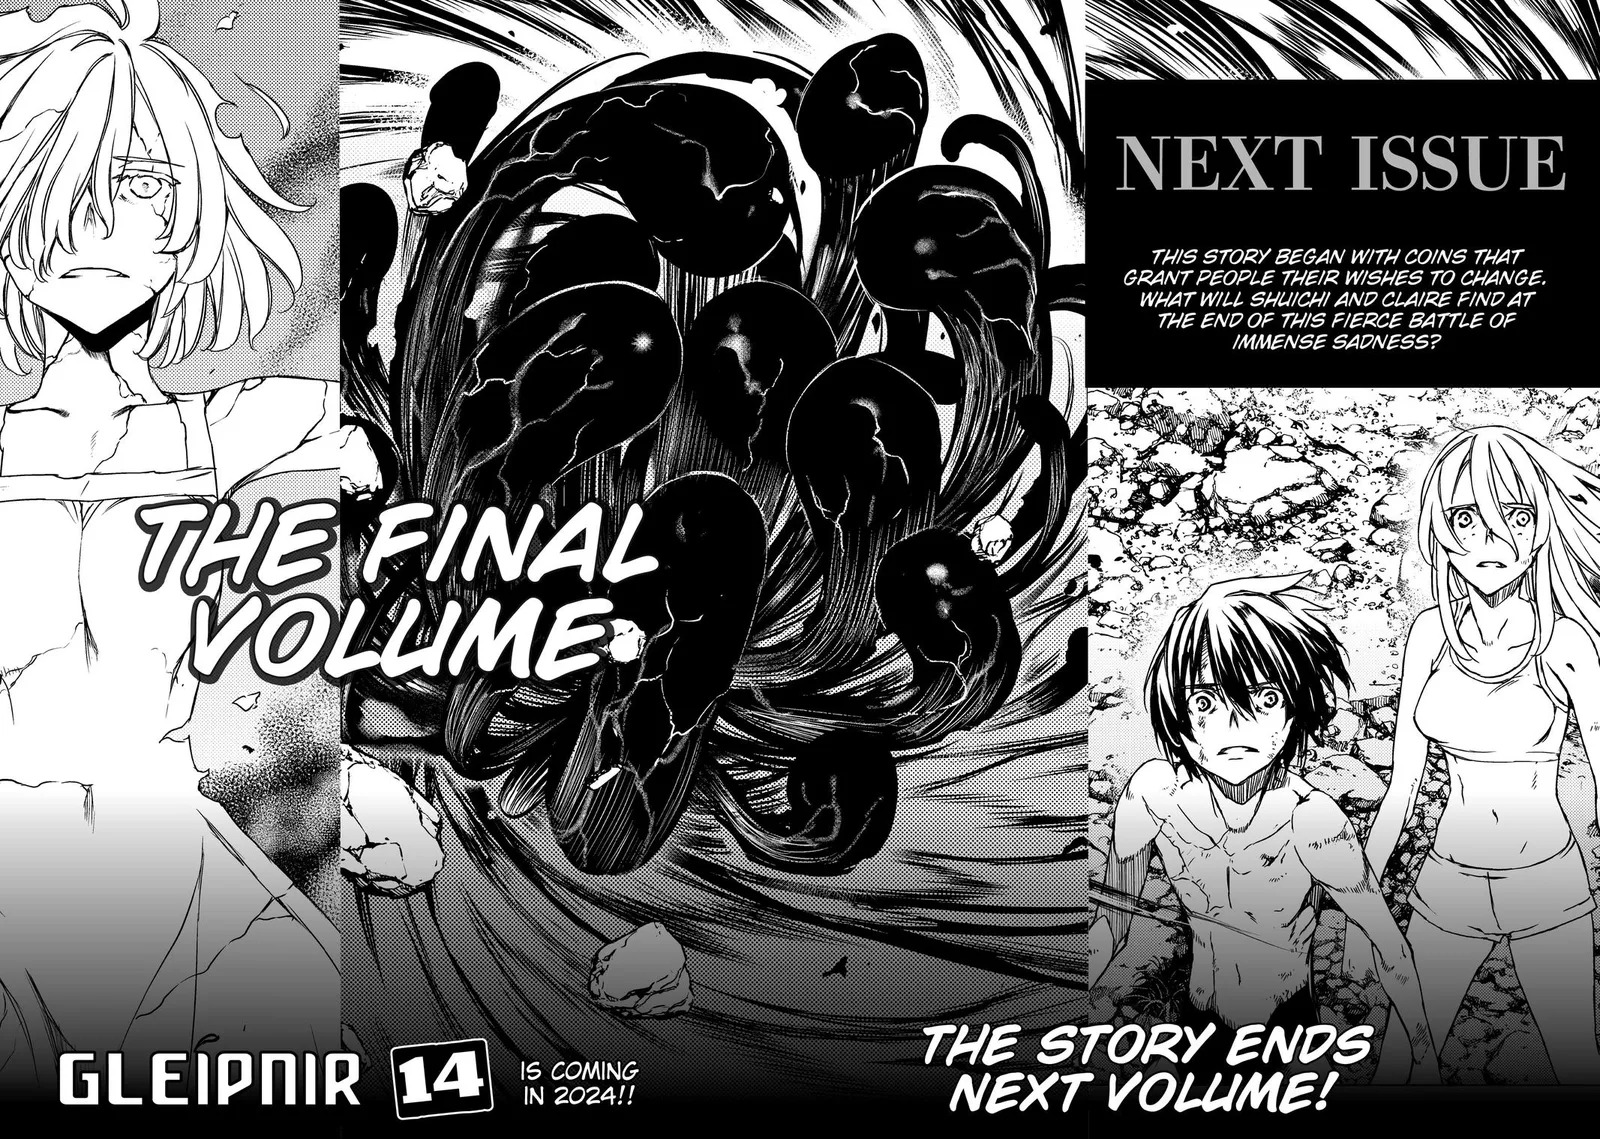 NEXT ISSUE
THIS STORY BEGAN WITH COINS THAT
GRANT PEOPLE THEIR WISHES TO CHANGE.
WHAT WILL SHUICHI AND CLAIRE FIND AT
THE END OF THIS FIERCE BATTLE OF
IMMENSE SADNESS?
THE FINAL
VOLUME
GLEIPNIR 14
IS COMING
IN 2024!!
THE STORY ENDS
NEXT VOLUME!